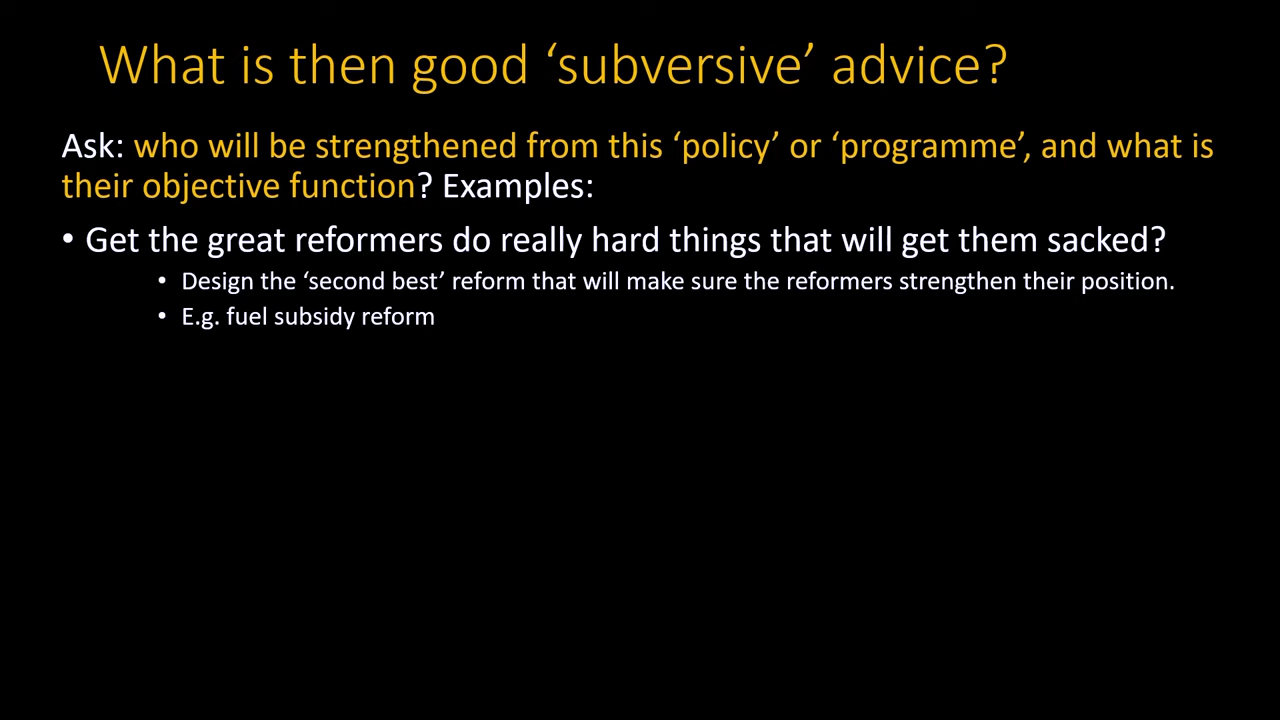 What is then good ‘subversive’ advice?
Ask: who will be strengthened from this ‘policy’ or ‘programme’, and what is
their objective function? Examples:
• Get the great reformers do really hard things that will get them sacked?
• Design the ‘second best’ reform that will make sure the reformers strengthen their position.
• E.g. fuel subsidy reform